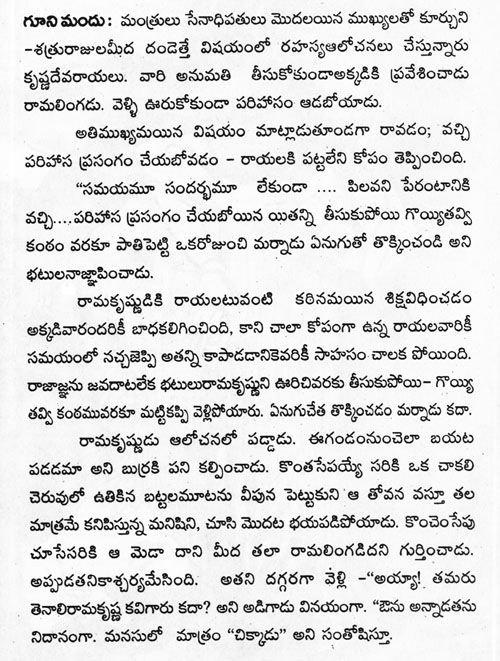 గూని మందు: మంత్రులు సేనాధిపతులు మొదలయిన ముఖ్యులతో కూర్చుని
-శత్రురాజులమీద దండెత్తే విషయంలో రహస్యఆలోచనలు చేస్తున్నారు
కృష్ణదేవరాయలు. వారి అనుమతి తీసుకోకుండాఅక్కడికి ప్రవేశించాడు
రామలింగడు. వెళ్ళి ఊరుకోకుండా పరిహాసం ఆడబోయాడు.
అతిముఖ్యమయిన విషయం మాట్లాడుతూండగా రావడం; వచ్చి
పరిహాస ప్రసంగం చేయబోవడం - రాయలకి పట్టలేని కోపం తెప్పించింది.
"సమయమూ సందర్భమూ లేకుండా .... పిలవని పేరంటానికి
వచ్చి....పరిహాస ప్రసంగం చేయబోయిన యితన్ని తీసుకుపోయి గొయ్యితవ్వి
కంఠం వరకూ పాతిపెట్టి ఒకరోజుంచి మర్నాడు ఏనుగుతో తొక్కించండి అని
భటులనాజ్ఞాపించాడు.
రామకృష్ణుడికి రాయలటువంటి కఠినమయిన శిక్షవిధించడం
అక్కడివారందరికీ బాధకలిగించింది, కాని చాలా కోపంగా ఉన్న రాయలవారికీ
సమయంలో నచ్చజెప్పి అతన్ని కాపాడడానికెవరికీ సాహసం చాలక పోయింది.
రాజాజ్ఞను జవదాటలేక భటులురామకృష్ణుని ఊరిచివరకు తీసుకుపోయి- గొయ్యి
తవ్వి కంఠమువరకూ మట్టికప్పి వెళ్లిపోయారు. ఏనుగుచేత తొక్కించడం మర్నాడు కదా.
రామకృష్ణుడు ఆలోచనలో పడ్డాడు. ఈగండంనుంచెలా బయట
పడడమా అని బుర్రకి పని కల్పించాడు. కొంతసేపయ్యే సరికి ఒక చాకలి
చెరువులో ఉతికిన బట్టలమూటను వీపున పెట్టుకుని ఆ తోవన వస్తూ తల
మాత్రమే కనిపిస్తున్న మనిషిని, చూసి మొదట భయపడిపోయాడు. కొంచెంసేపు
చూసేసరికి ఆ మెడా దాని మీద తలా రామలింగడిదని గుర్తించాడు.
అప్పుడతనికాశ్చర్యమేసింది. అతని దగ్గరగా వెళ్లి -"అయ్యా! తమరు
తెనాలిరామకృష్ణ కవిగారు కదా? అని అడిగాడు వినయంగా. "ఔను అన్నాడతను
నిదానంగా. మనసులో మాత్రం "చిక్కాడు" అని సంతోషిస్తూ.